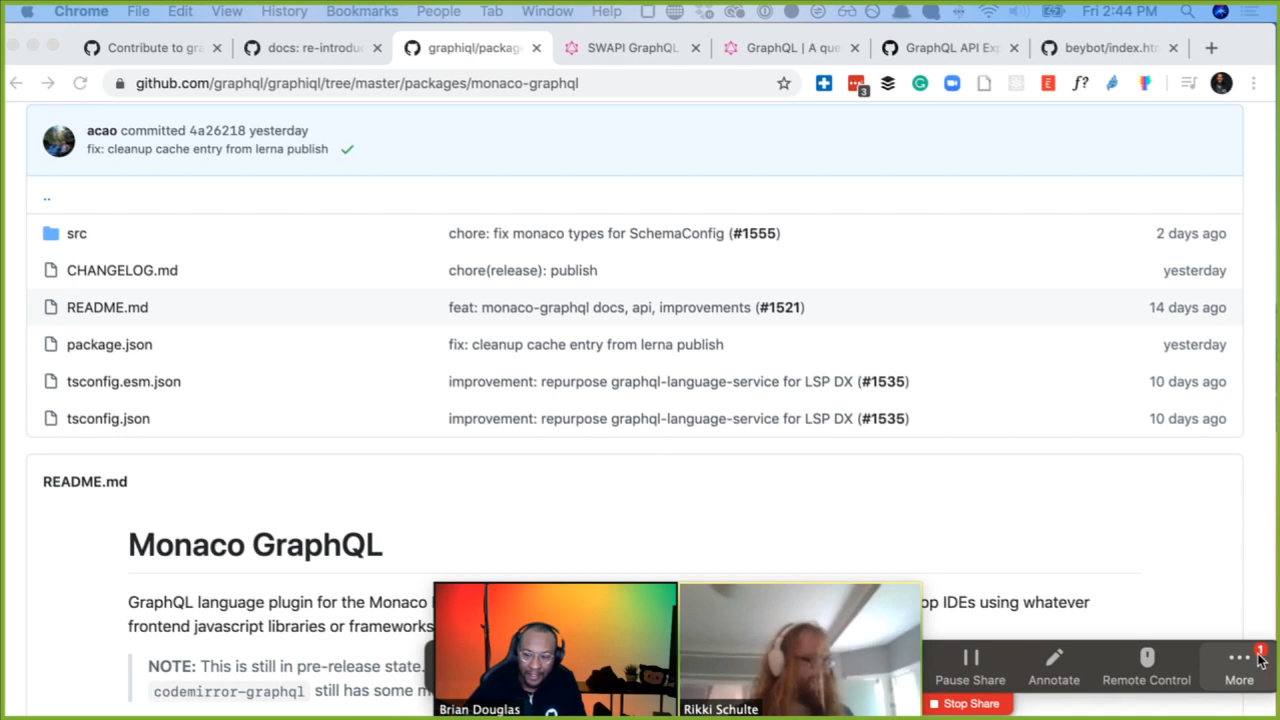 Chrome File Edit View History Bookmarks People Tab Window Help Fri 2:44 PM
Contribute to gra
docs: re-introduc
graphiql/package
SWAPI GraphQL
GraphQL | A que
GraphQL API Exp
beybot/index.htm
github.com/graphql/graphiql/tree/master/packages/monaco-graphql
3
f?
acao committed 4a26218 yesterday
fix: cleanup cache entry from lerna publish
..
src chore: fix monaco types for SchemaConfig (#1555) 2 days ago
CHANGELOG.md chore(release): publish yesterday
README.md feat: monaco-graphql docs, api, improvements (#1521) 14 days ago
package.json fix: cleanup cache entry from lerna publish yesterday
tsconfig.esm.json improvement: repurpose graphql-language-service for LSP DX (#1535) 10 days ago
tsconfig.json improvement: repurpose graphql-language-service for LSP DX (#1535) 10 days ago
README.md
Monaco GraphQL
GraphQL language plugin for the Monaco op IDEs using whatever
frontend javascript libraries or frameworks
NOTE: This is still in pre-release state.
codemirror-graphql still has some m
Brian Douglas
Rikki Schulte
Pause Share
Annotate
Remote Control
1
More
Stop Share